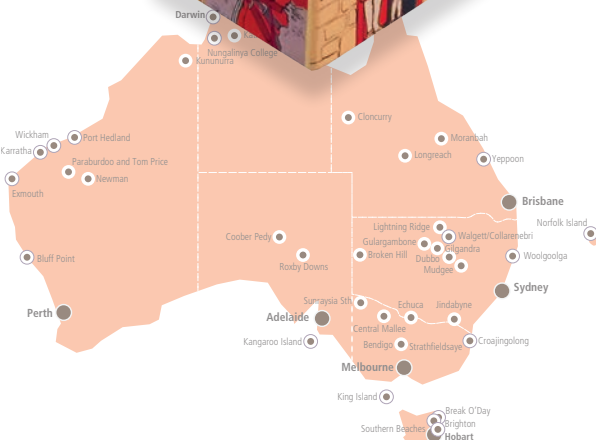 Darwin
Nungalinya College
Kununurra
Cloncurry
Wickham
Port Hedland
Moranbah
Karratha
Longreach
Yeppoon
Paraburdoo and Tom Price
Newman
Exmouth
Brisbane
Norfolk Island
Lightning Ridge
Walgett/Collarenebri
Coober Pedy
Gulargambone
Gilgandra
Broken Hill
Woolgoolga
Bluff Point
Roxby Downs
Dubbo
Mudgee
Sydney
Sunraysia Sth
Echuca
Jindabyne
Perth
Adelaide
Central Mallee
Kangaroo Island
Bendigo
Strathfieldsaye
Croajingolong
Melbourne
King Island
Break O'Day
Brighton
Southern Beaches
Hobart